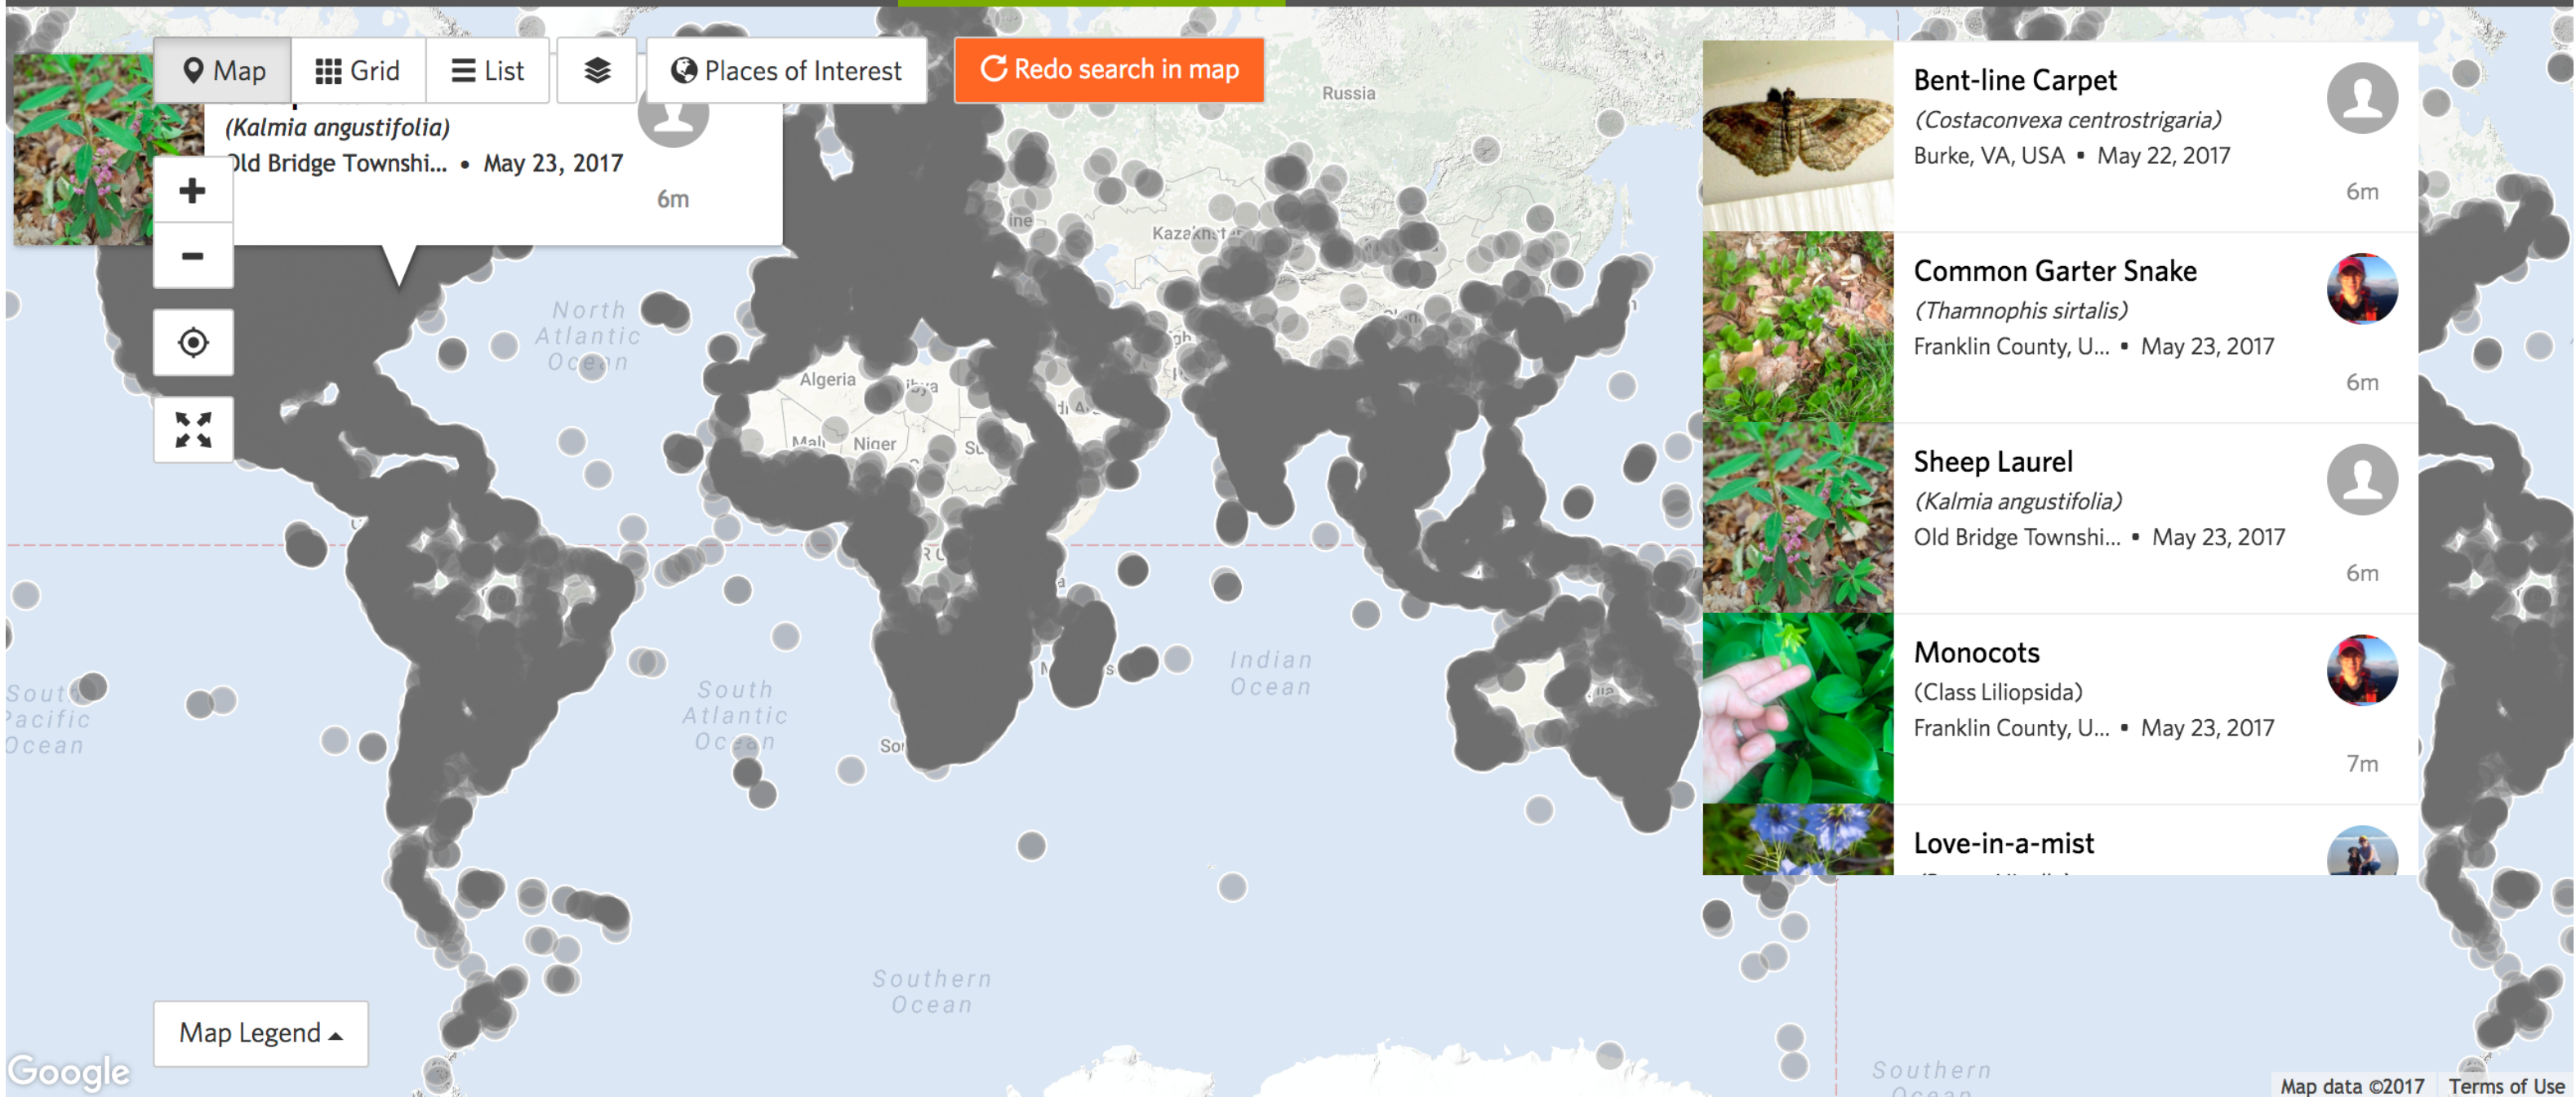 Map
Grid
List
Places of Interest
Redo search in map
(Kalmia angustifolia)
Old Bridge Townshi... • May 23, 2017
6m
+
−
Russia
North
Atlantic
Ocean
Algeria
Mali
Niger
South
Pacific
Ocean
South
Atlantic
Ocean
Indian
Ocean
Southern
Ocean
Southern
Ocean
Bent-line Carpet
(Costaconvexa centrostrigaria)
Burke, VA, USA • May 22, 2017
6m
Common Garter Snake
(Thamnophis sirtalis)
Franklin County, U... • May 23, 2017
6m
Sheep Laurel
(Kalmia angustifolia)
Old Bridge Townshi... • May 23, 2017
6m
Monocots
(Class Liliopsida)
Franklin County, U... • May 23, 2017
7m
Love-in-a-mist
Map Legend
Google
Map data ©2017
Terms of Use